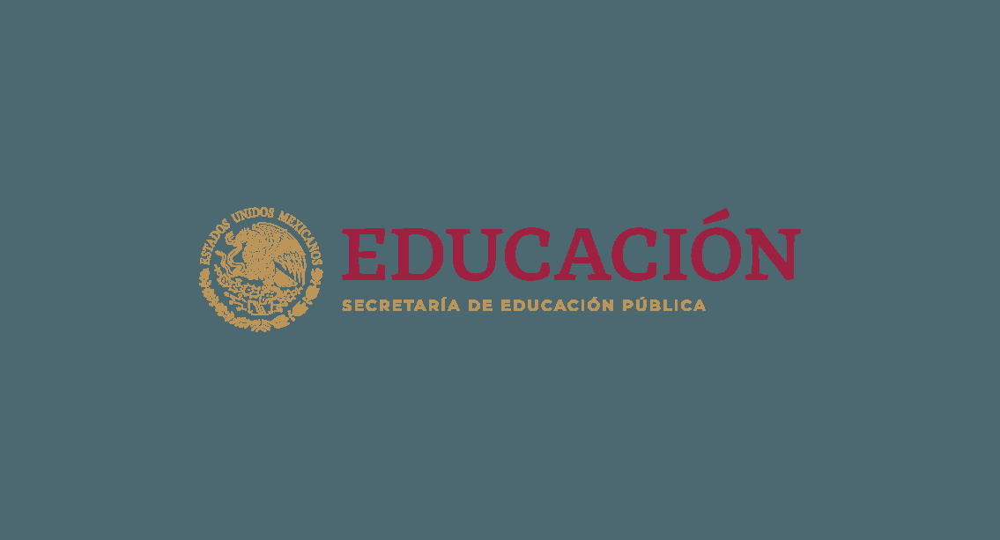 ESTADOS UNIDOS MEXICANOS
EDUCACIÓN
SECRETARÍA DE EDUCACIÓN PÚBLICA